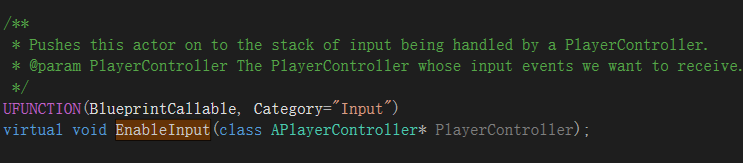 /**
* Pushes this actor on to the stack of input being handled by a PlayerController.
* @param PlayerController The PlayerController whose input events we want to receive.
*/
UFUNCTION(BlueprintCallable, Category="Input")
virtual void EnableInput(class APlayerController* PlayerController);